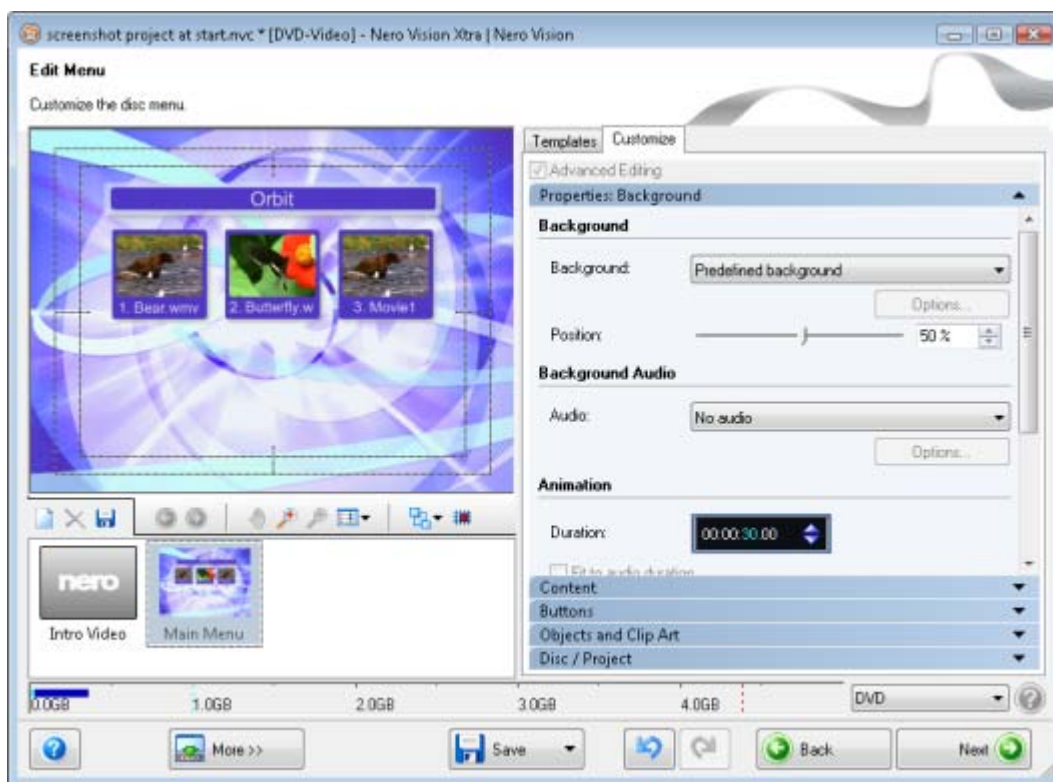 screenshot project at start.nvc * [DVD-Video] - Nero Vision Xtra | Nero Vision
Edit Menu
Customize the disc menu.
Orbit
1. Bear.wmv
2. Butterfly.w
3. Movie1
nero
Intro Video
Main Menu
Templates
Customize
Advanced Editing
Properties: Background
Background
Background:
Predefined background
Options...
Position:
50 %
Background Audio
Audio:
No audio
Options...
Animation
Duration:
00:00:30.00
Fit to audio duration
Content
Buttons
Objects and Clip Art
Disc / Project
0.0GB
1.0GB
2.0GB
3.0GB
4.0GB
DVD
More >>
Save
Back
Next